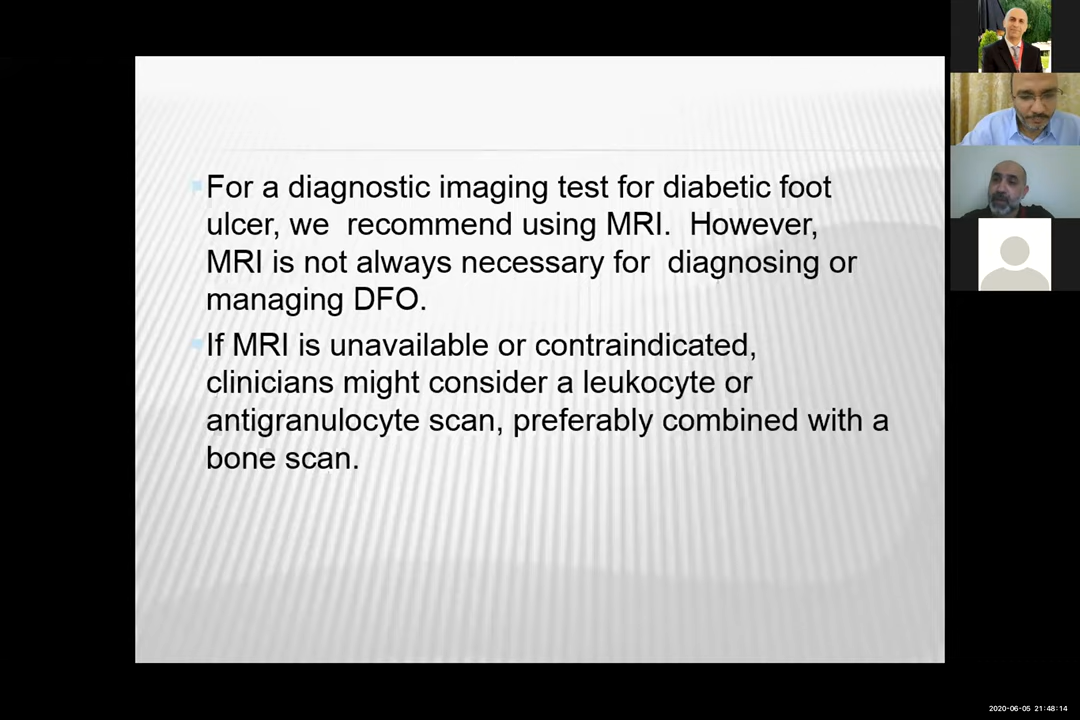 For a diagnostic imaging test for diabetic foot
ulcer, we  recommend using MRI.  However,
MRI is not always necessary for  diagnosing or
managing DFO.
If MRI is unavailable or contraindicated,
clinicians might consider a leukocyte or
antigranulocyte scan, preferably combined with a
bone scan.
2020-06-05 21:48:14